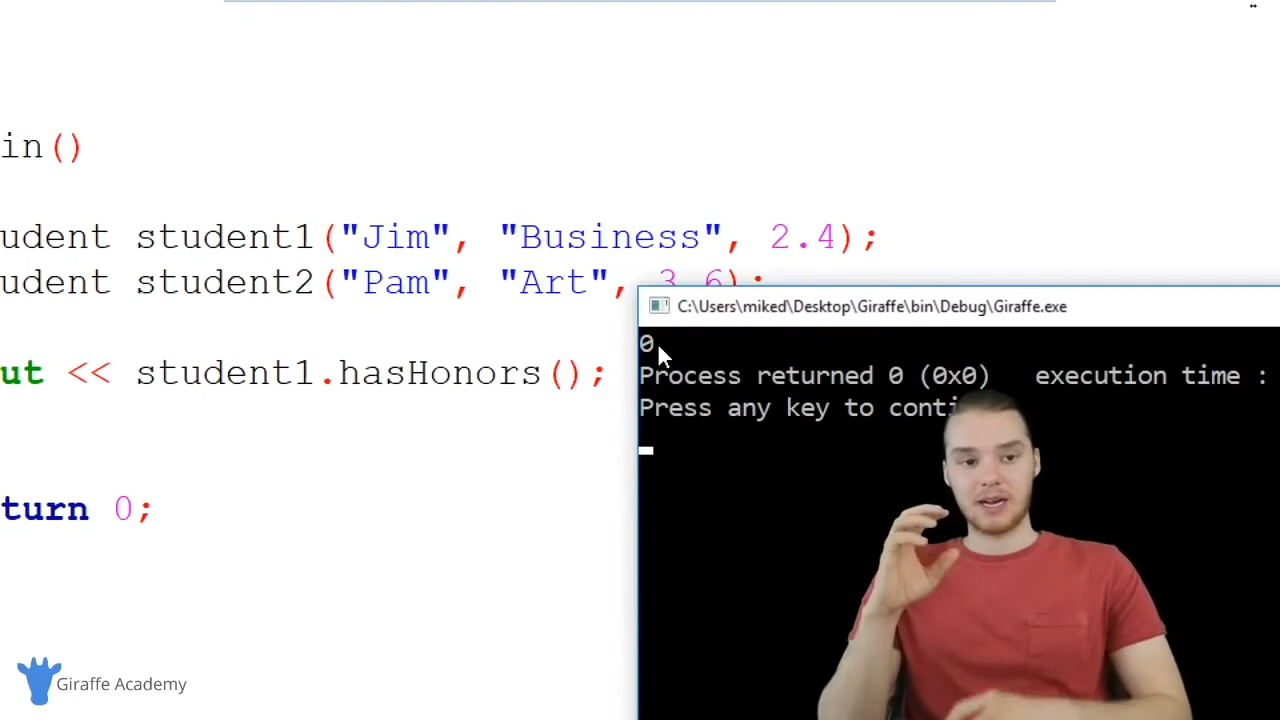 in()
udent student1("Jim", "Business", 2.4);
udent student2("Pam", "Art", 3.6);
ut << student1.hasHonors();
turn 0;
C:\Users\miked\Desktop\Giraffe\bin\Debug\Giraffe.exe
0
Process returned 0 (0x0)   execution time :
Press any key to conti
Giraffe Academy